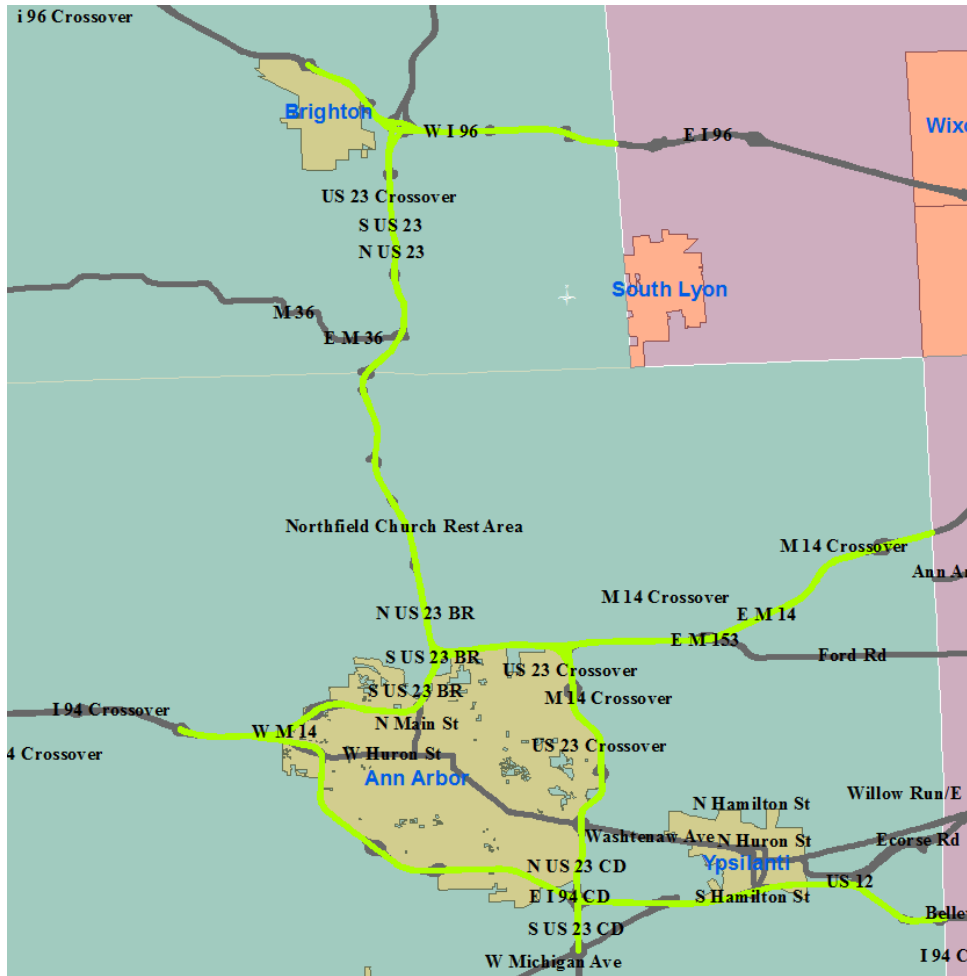 i 96 Crossover
Brighton
W I 96
E I 96
US 23 Crossover
S US 23
N US 23
South Lyon
M 36
E M 36
Northfield Church Rest Area
M 14 Crossover
M 14 Crossover
N US 23 BR
E M 14
E M 153
S US 23 BR
Ford Rd
US 23 Crossover
S US 23 BR
M 14 Crossover
I 94 Crossover
N Main St
W M 14
US 23 Crossover
4 Crossover
W Huron St
Ann Arbor
Willow Run/E
N Hamilton St
Washtenaw Ave
N Huron St
Ecorse Rd
Ypsilanti
N US 23 CD
US 12
E I 94 CD
S Hamilton St
S US 23 CD
W Michigan Ave